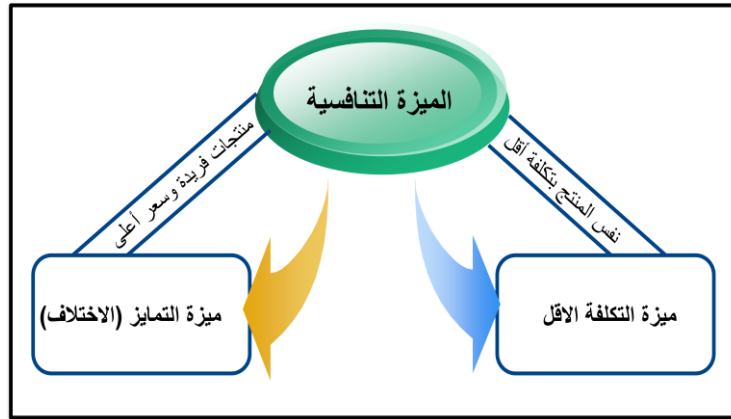 الميزة التنافسية
نفس المنتج بتكلفة أقل
منتجات فريدة وسعر أعلى
ميزة التكلفة الاقل
ميزة التمايز (الاختلاف)